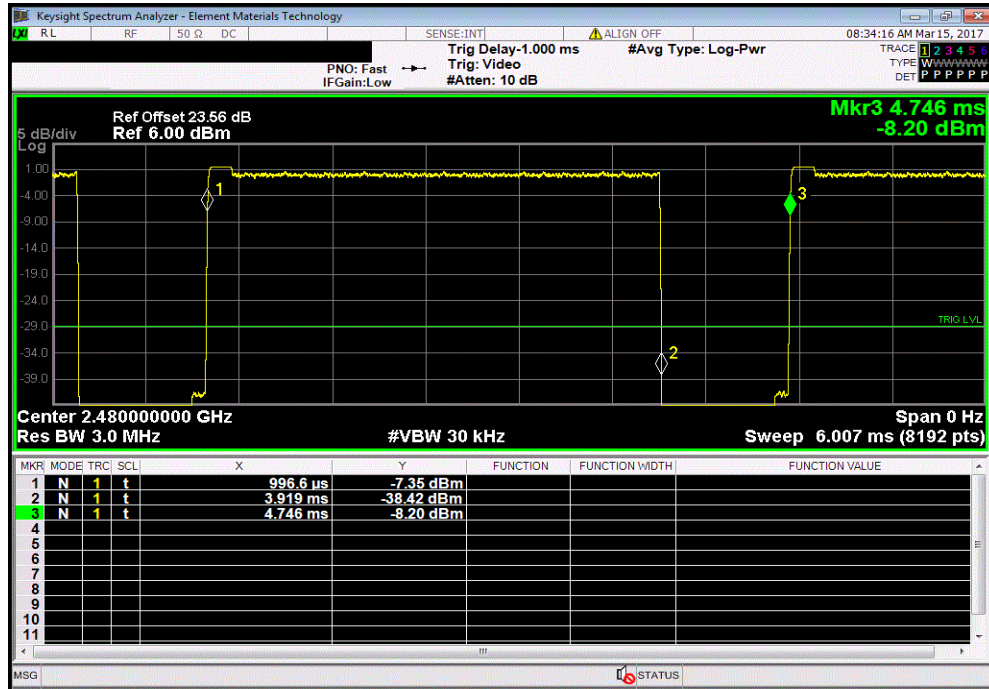 Keysight Spectrum Analyzer - Element Materials Technology
LXI RL RF 50 Ω DC SENSE:INT ALIGN OFF 08:34:16 AM Mar 15, 2017
Trig Delay-1.000 ms #Avg Type: Log-Pwr TRACE 1 2 3 4 5 6
PNO: Fast Trig: Video TYPE WWWWWW
IFGain:Low #Atten: 10 dB DET P P P P P P
Mkr3 4.746 ms
-8.20 dBm
Ref Offset 23.56 dB
5 dB/div Ref 6.00 dBm
Log
1.00
1
3
-4.00
-9.00
-14.0
-19.0
-24.0
TRIG LVL
-29.0
2
-34.0
-39.0
Center 2.480000000 GHz Span 0 Hz
Res BW 3.0 MHz #VBW 30 kHz Sweep 6.007 ms (8192 pts)
MKR MODE TRC SCL X Y FUNCTION FUNCTION WIDTH FUNCTION VALUE
1 N 1 t 996.6 µs -7.35 dBm
2 N 1 t 3.919 ms -38.42 dBm
3 N 1 t 4.746 ms -8.20 dBm
4
5
6
7
8
9
10
11
MSG STATUS